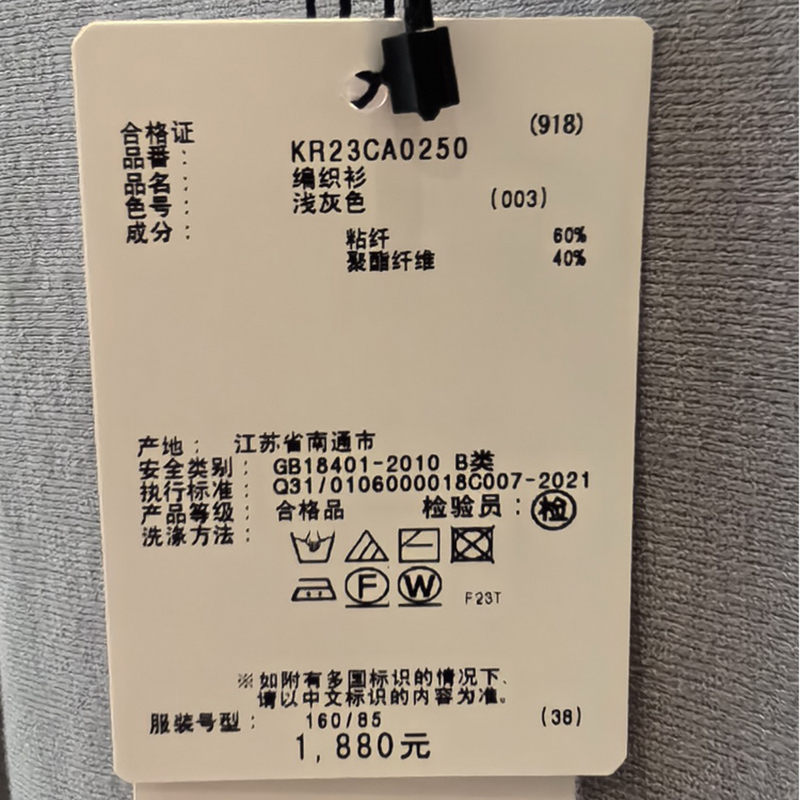 合格证 (918)
品番： KR23CA0250
品名： 编织衫
色号： 浅灰色 (003)
成分： 粘纤 60%
聚酯纤维 40%
产地： 江苏省南通市
安全类别： GB18401-2010 B类
执行标准： Q31/0106000018C007-2021
产品等级： 合格品 检验员：检
洗涤方法：
F W F23T
※如附有多国标识的情况下、
请以中文标识的内容为准。
服装号型： 160/85 (38)
1,880元